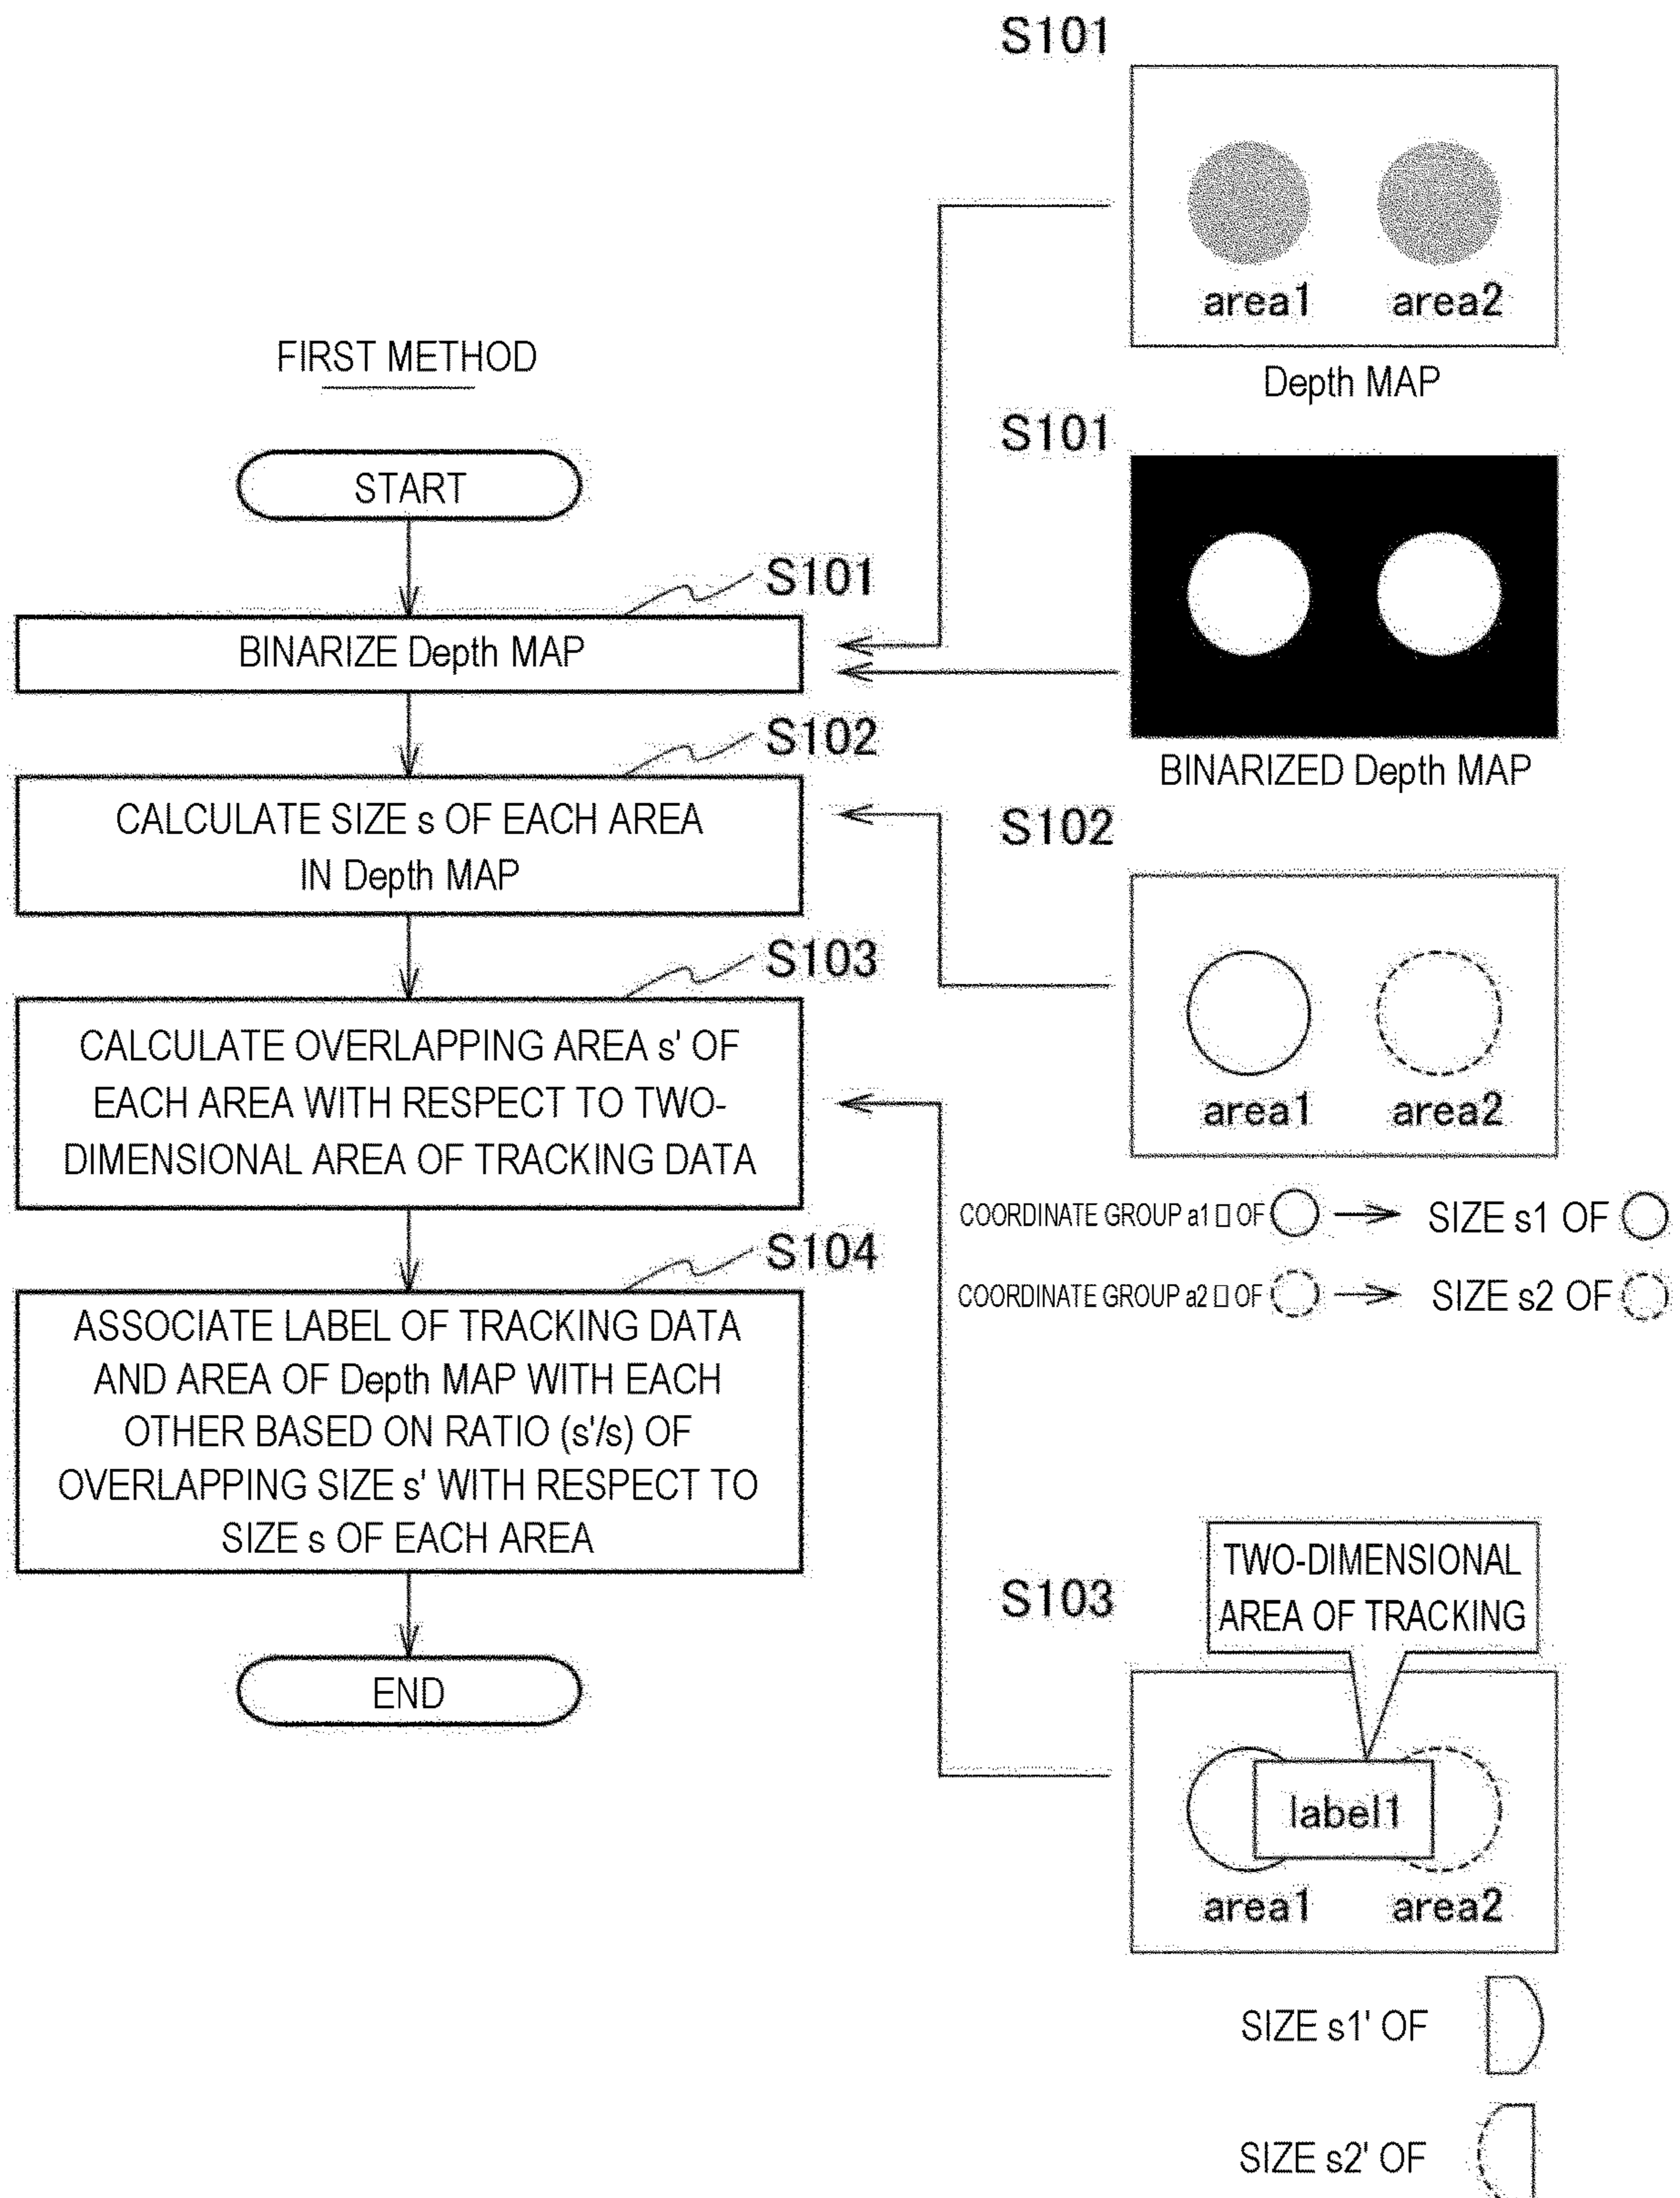 FIRST METHOD
START
S101
BINARIZE Depth MAP
S102
CALCULATE SIZE s OF EACH AREA
IN Depth MAP
S103
CALCULATE OVERLAPPING AREA s' OF
EACH AREA WITH RESPECT TO TWO-
DIMENSIONAL AREA OF TRACKING DATA
S104
ASSOCIATE LABEL OF TRACKING DATA
AND AREA OF Depth MAP WITH EACH
OTHER BASED ON RATIO (s'/s) OF
OVERLAPPING SIZE s' WITH RESPECT TO
SIZE s OF EACH AREA
END
S101
area1 area2
Depth MAP
S101
BINARIZED Depth MAP
S102
area1 area2
COORDINATE GROUP a1 □ OF SIZE s1 OF
COORDINATE GROUP a2 □ OF SIZE s2 OF
S103
TWO-DIMENSIONAL
AREA OF TRACKING
label1
area1 area2
SIZE s1' OF
SIZE s2' OF